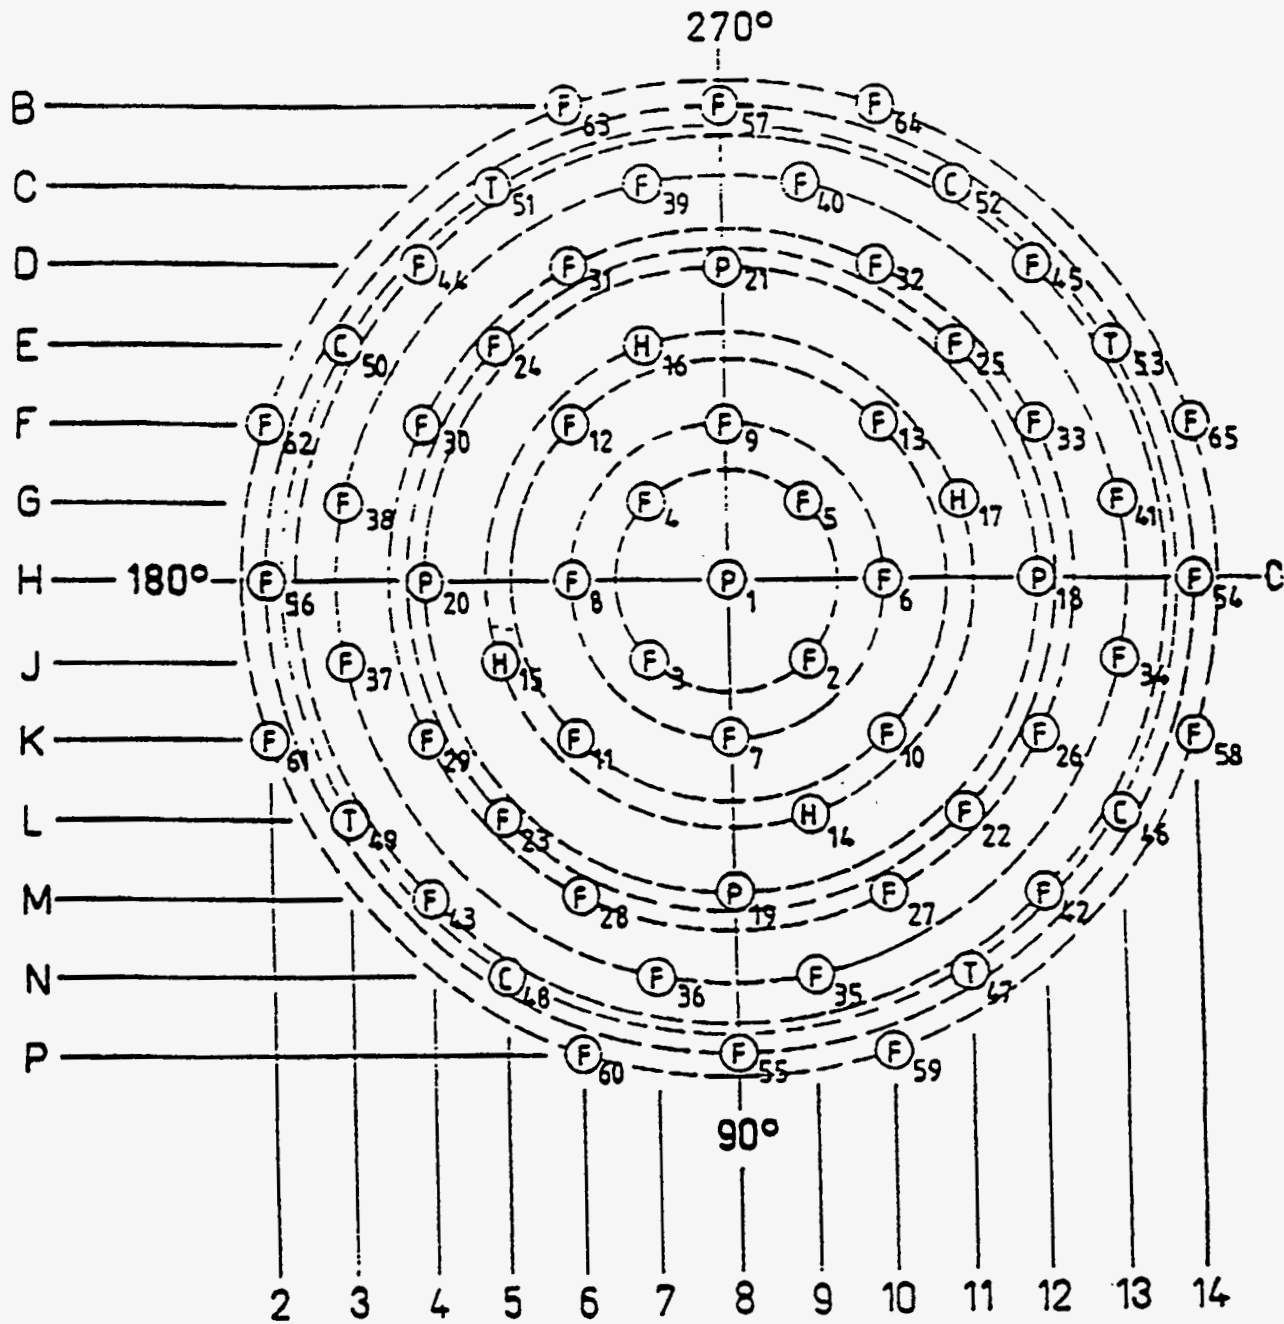 270°
B F 63 F 57 F 64
C T 51 F 39 F 40 C 52
D F 44 F 31 P 21 F 32 F 45
E C 50 F 24 H 16 F 25 T 53
F F 62 F 30 F 12 F 9 F 13 F 33 F 65
G F 38 F 4 F 5 H 17 F 41
H 180° F 56 P 20 F 8 P 1 F 6 P 18 F 54 0
J F 37 H 15 F 3 F 2 F 34
K F 61 F 29 F 11 F 7 F 10 F 26 F 58
L T 49 F 23 H 14 F 22 C 46
M F 43 F 28 P 19 F 27 F 42
N C 48 F 36 F 35 T 47
P F 60 F 55 F 59
90°
2 3 4 5 6 7 8 9 10 11 12 13 14